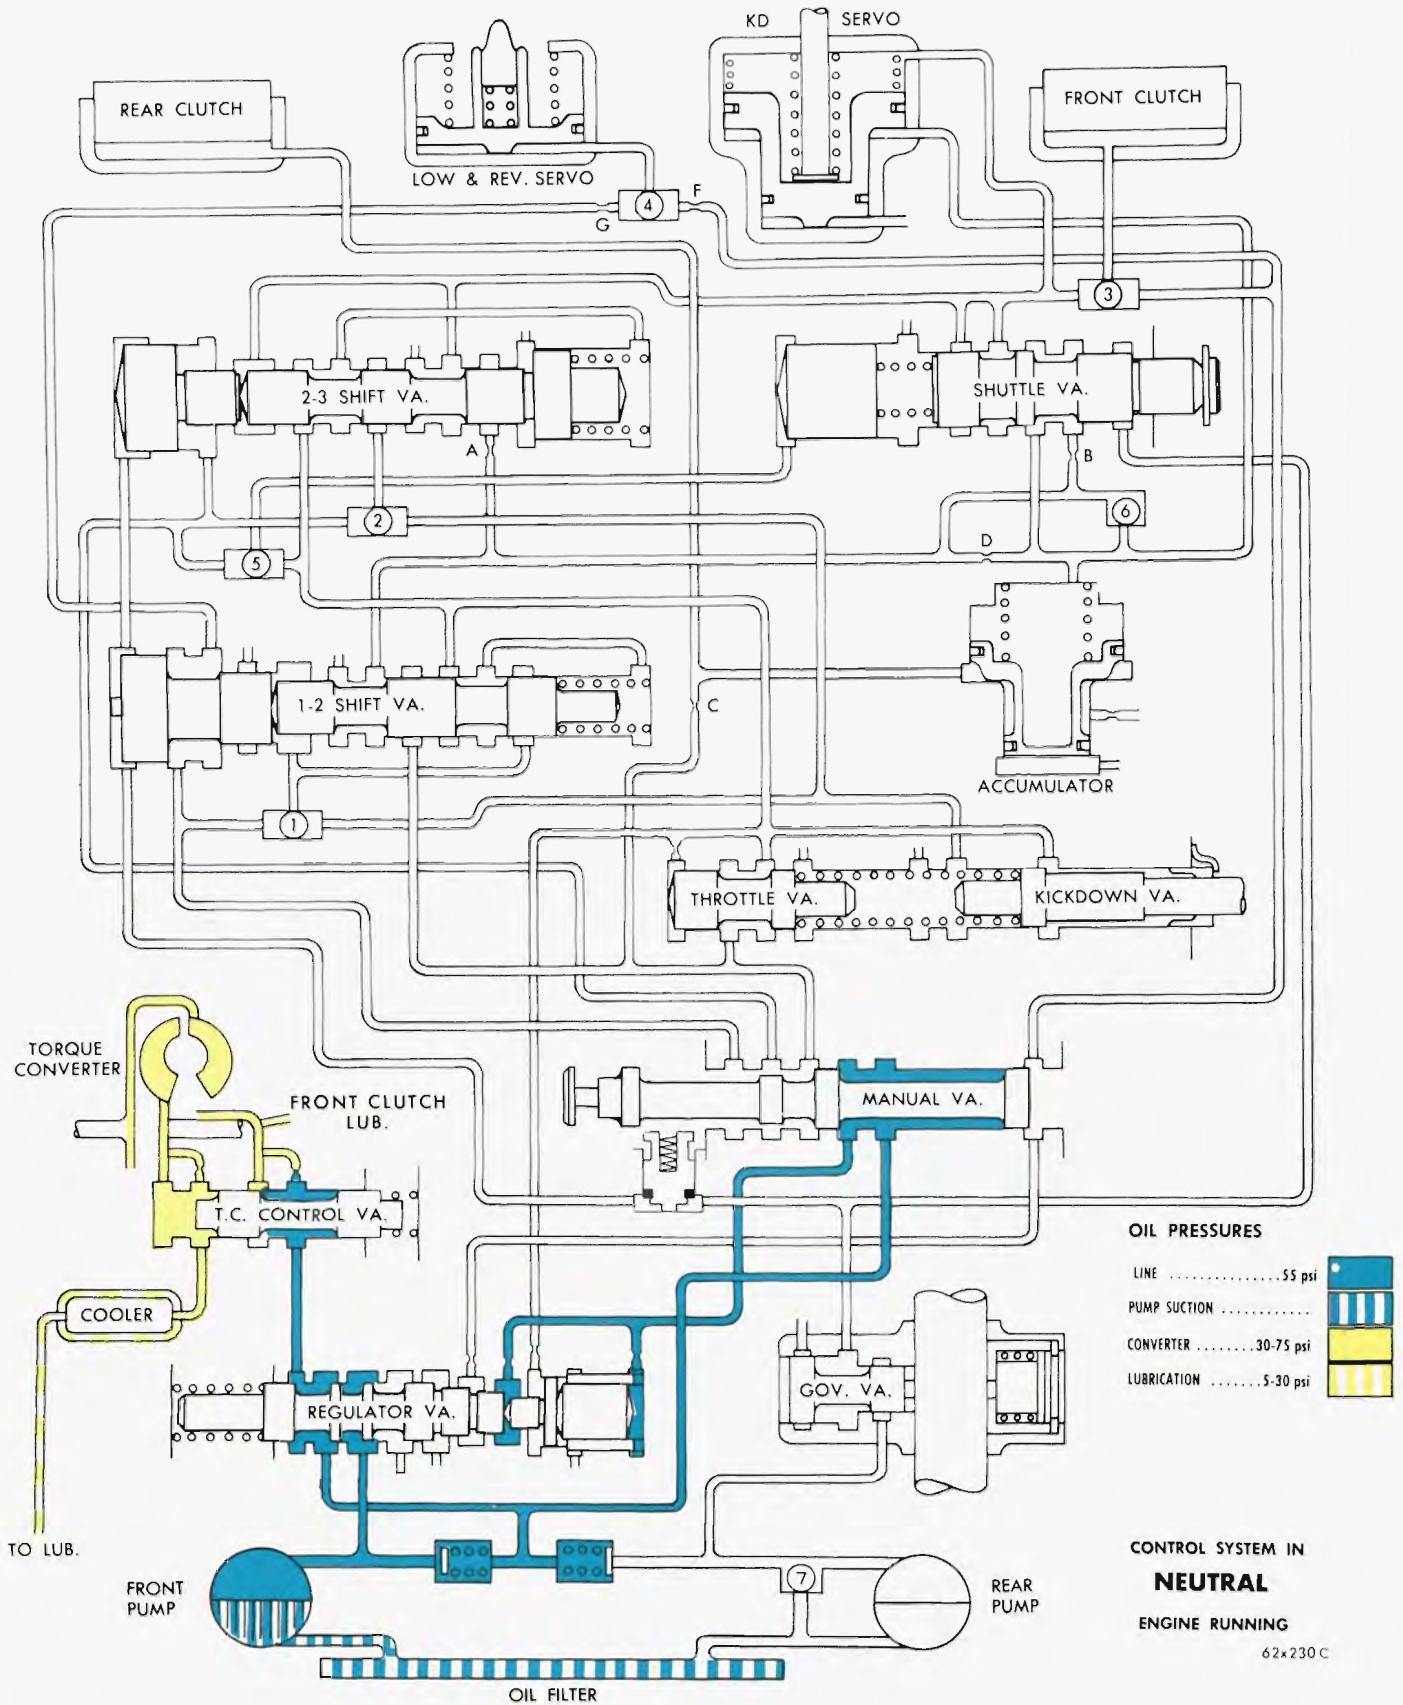 KD SERVO
REAR CLUTCH
FRONT CLUTCH
LOW & REV. SERVO
4
F
G
3
2-3 SHIFT VA.
SHUTTLE VA.
A
B
2
6
5
D
1-2 SHIFT VA.
C
ACCUMULATOR
1
THROTTLE VA.
KICKDOWN VA.
TORQUE
CONVERTER
FRONT CLUTCH
LUB.
MANUAL VA.
T.C. CONTROL VA.
COOLER
OIL PRESSURES
LINE ...............55 psi
PUMP SUCTION ............
CONVERTER ........30-75 psi
LUBRICATION .......5-30 psi
REGULATOR VA.
GOV. VA.
TO LUB.
FRONT
PUMP
7
REAR
PUMP
OIL FILTER
CONTROL SYSTEM IN
NEUTRAL
ENGINE RUNNING
62x230 C